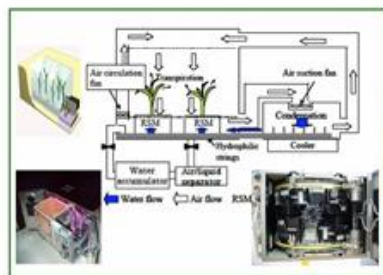 Air circulation
fan
Transpiration
Air suction fan
RSM
RSM
Condensation
Hydrophilic
strings
Cooler
Water
accumulator
Air/liquid
separator
Water flow
Air flow
RSM